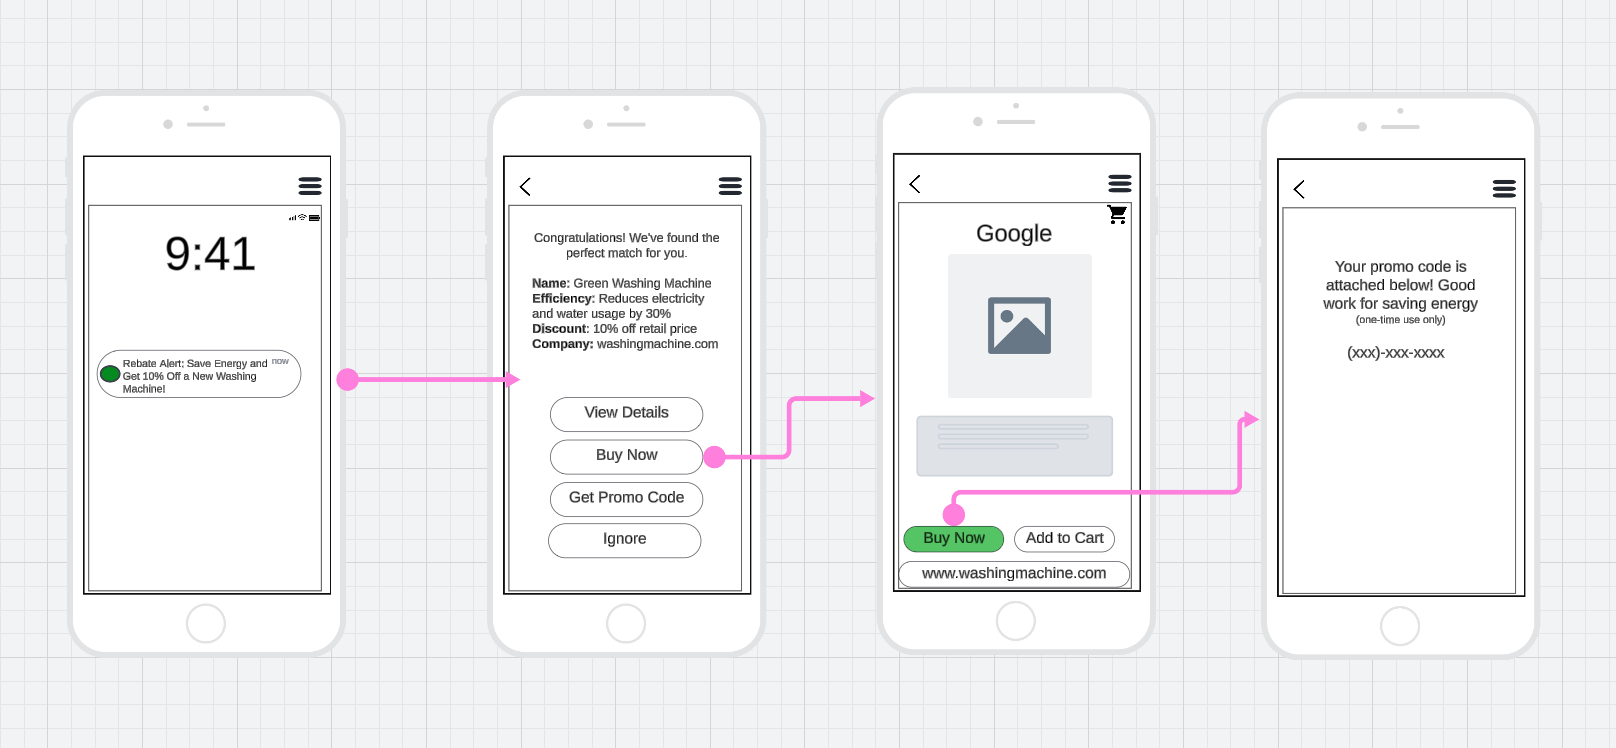 9:41
Rebate Alert: Save Energy and now
Get 10% Off a New Washing
Machine!
Congratulations! We've found the
perfect match for you.
Name: Green Washing Machine
Efficiency: Reduces electricity
and water usage by 30%
Discount: 10% off retail price
Company: washingmachine.com
View Details
Buy Now
Get Promo Code
Ignore
Google
Buy Now
Add to Cart
www.washingmachine.com
Your promo code is
attached below! Good
work for saving energy
(one-time use only)
(xxx)-xxx-xxxx